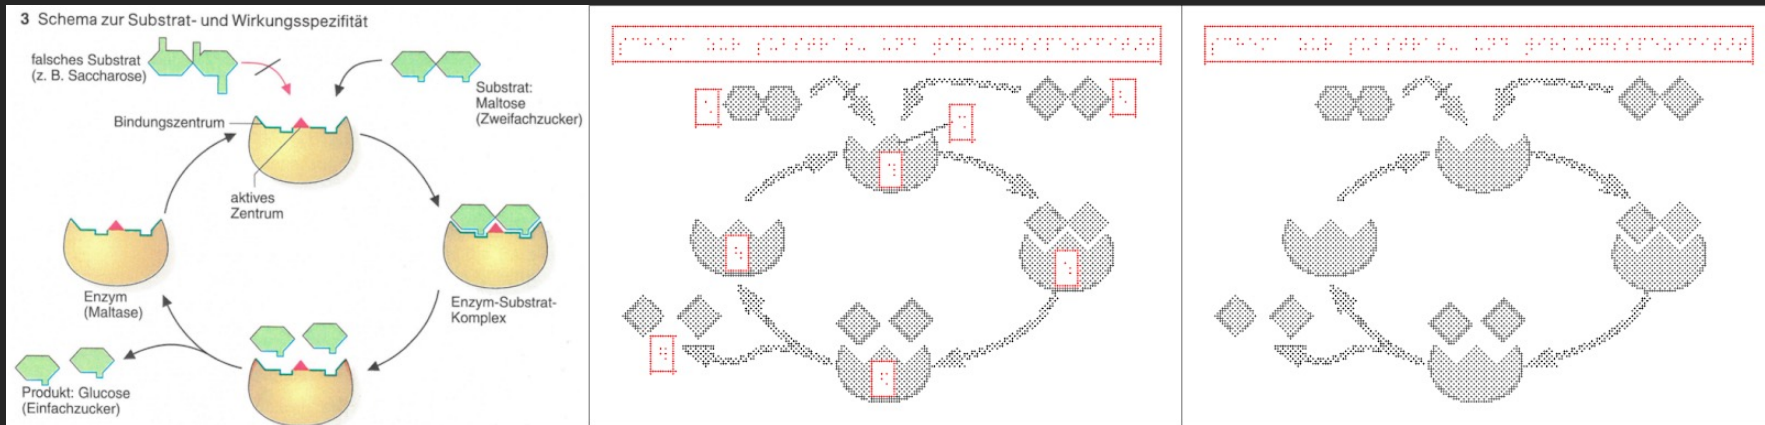 3 Schema zur Substrat- und Wirkungsspezifität
falsches Substrat
(z. B. Saccharose)
Substrat:
Maltose
(Zweifachzucker)
Bindungszentrum
aktives
Zentrum
Enzym
(Maltase)
Enzym-Substrat-
Komplex
Produkt: Glucose
(Einfachzucker)